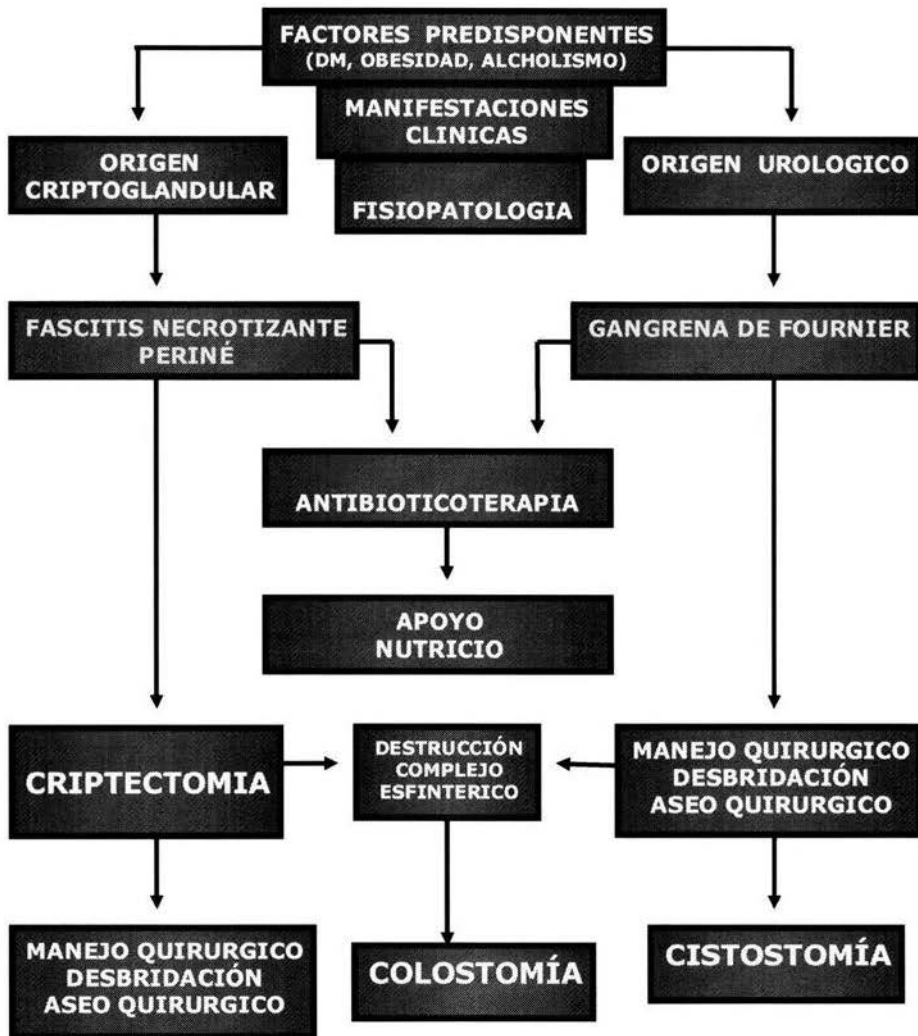 FACTORES PREDISPONENTES
(DM, OBESIDAD, ALCHOLISMO)
MANIFESTACIONES
CLINICAS
FISIOPATOLOGIA
ORIGEN
CRIPTOGLANDULAR
ORIGEN UROLOGICO
FASCITIS NECROTIZANTE
PERINÉ
GANGRENA DE FOURNIER
ANTIBIOTICOTERAPIA
APOYO
NUTRICIO
CRIPTECTOMIA
DESTRUCCIÓN
COMPLEJO
ESFINTERICO
MANEJO QUIRURGICO
DESBRIDACIÓN
ASEO QUIRURGICO
MANEJO QUIRURGICO
DESBRIDACIÓN
ASEO QUIRURGICO
COLOSTOMÍA
CISTOSTOMÍA